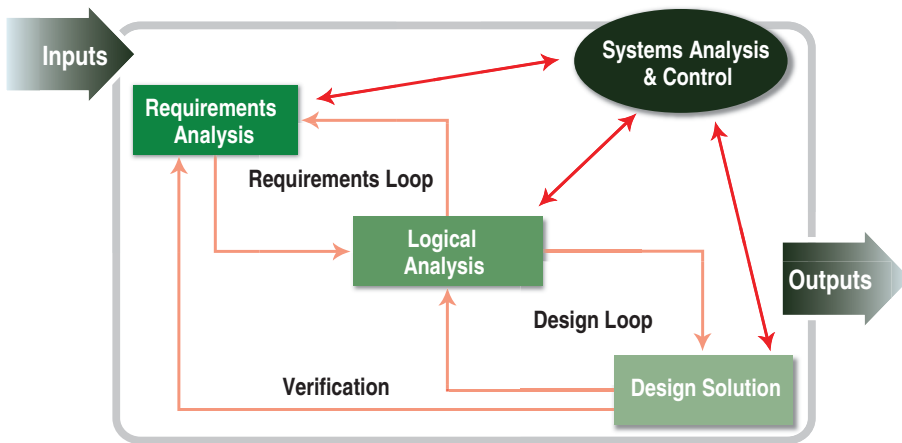 Inputs
Systems Analysis
& Control
Requirements
Analysis
Requirements Loop
Logical
Analysis
Outputs
Design Loop
Verification
Design Solution